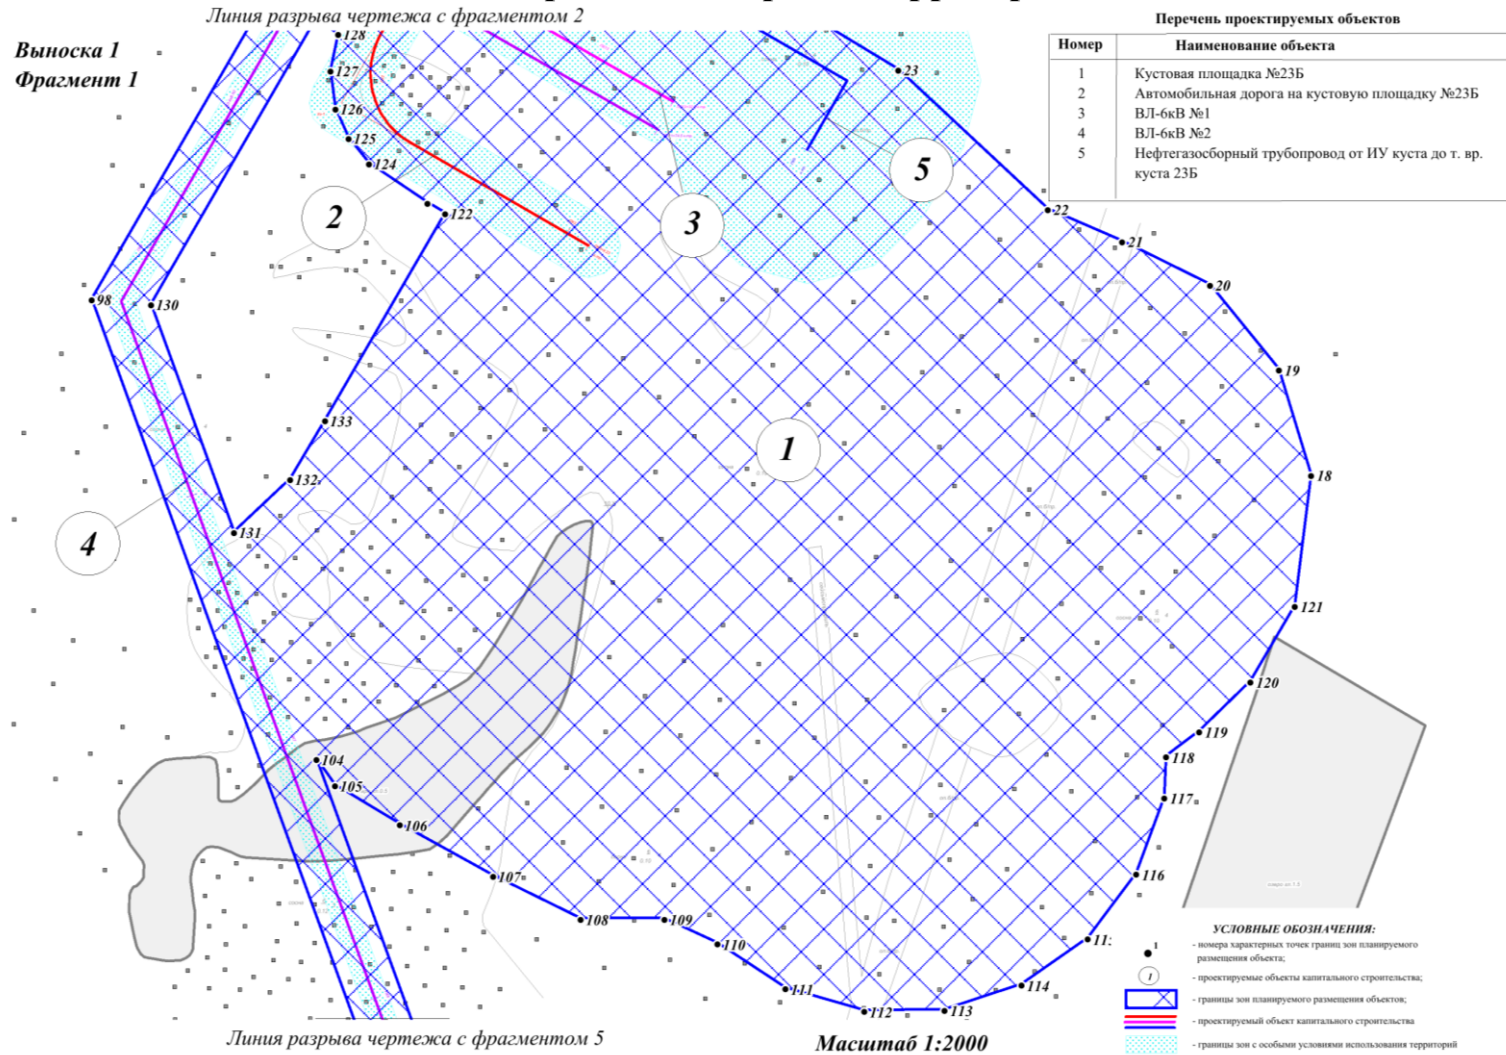 Линия разрыва чертежа с фрагментом 2
Выноска 1
Фрагмент 1
Перечень проектируемых объектов
Номер Наименование объекта
1 Кустовая площадка №23Б
2 Автомобильная дорога на кустовую площадку №23Б
3 ВЛ-6кВ №1
4 ВЛ-6кВ №2
5 Нефтегазосборный трубопровод от ИУ куста до т. вр.
куста 23Б
128
127
126
125
124
122
23
22
21
20
19
18
121
120
119
118
117
116
114
113
112
111
110
109
108
107
106
105
104
98
130
133
132
131
1
2
3
4
5
УСЛОВНЫЕ ОБОЗНАЧЕНИЯ:
1
- номера характерных точек границ зон планируемого
размещения объекта;
1
- проектируемые объекты капитального строительства;
- границы зон планируемого размещения объектов;
- проектируемый объект капитального строительства
- границы зон с особыми условиями использования территорий
Линия разрыва чертежа с фрагментом 5
Масштаб 1:2000